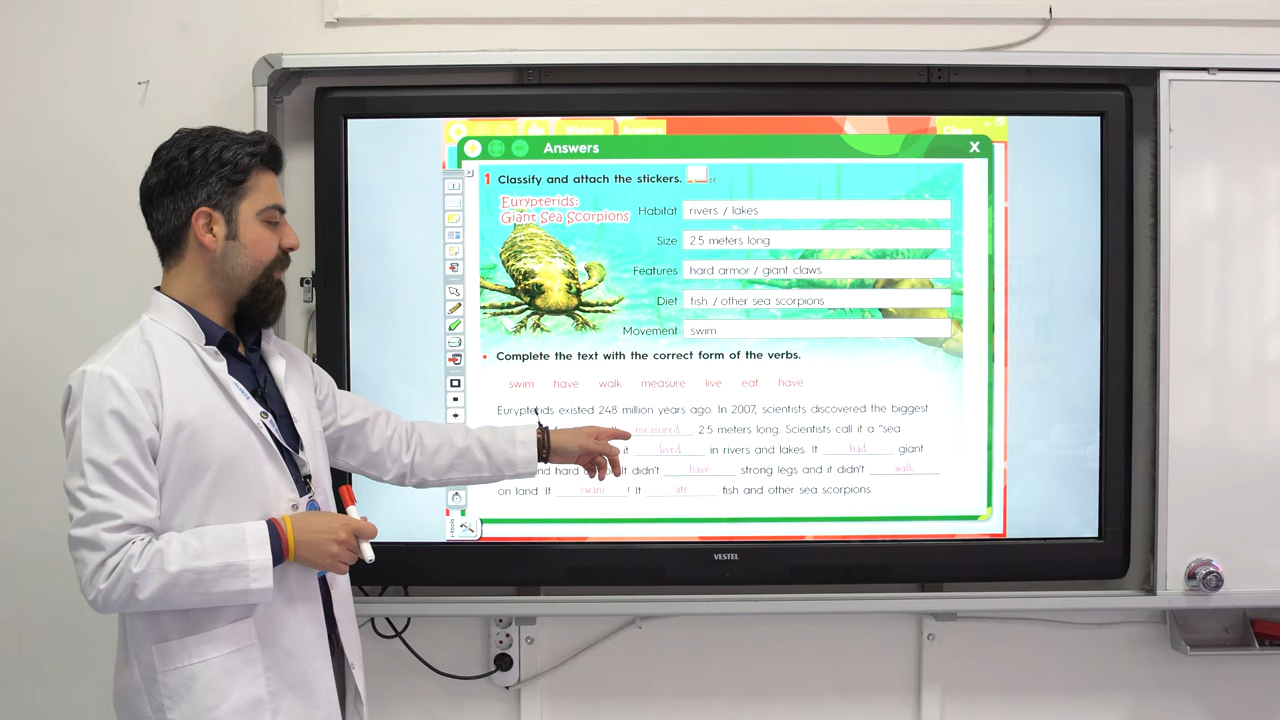 Answers
X
1 Classify and attach the stickers.
Eurypterids:
Giant Sea Scorpions
Habitat rivers / lakes
Size 2.5 meters long
Features hard armor / giant claws
Diet fish / other sea scorpions
Movement swim
Complete the text with the correct form of the verbs.
swim have walk measure live eat have
Eurypterids existed 248 million years ago. In 2007, scientists discovered the biggest
measured 2.5 meters long. Scientists call it a "sea
it lived in rivers and lakes. It had giant
and hard It didn't have strong legs and it didn't walk
on land. It swam ! It ate fish and other sea scorpions.
VESTEL